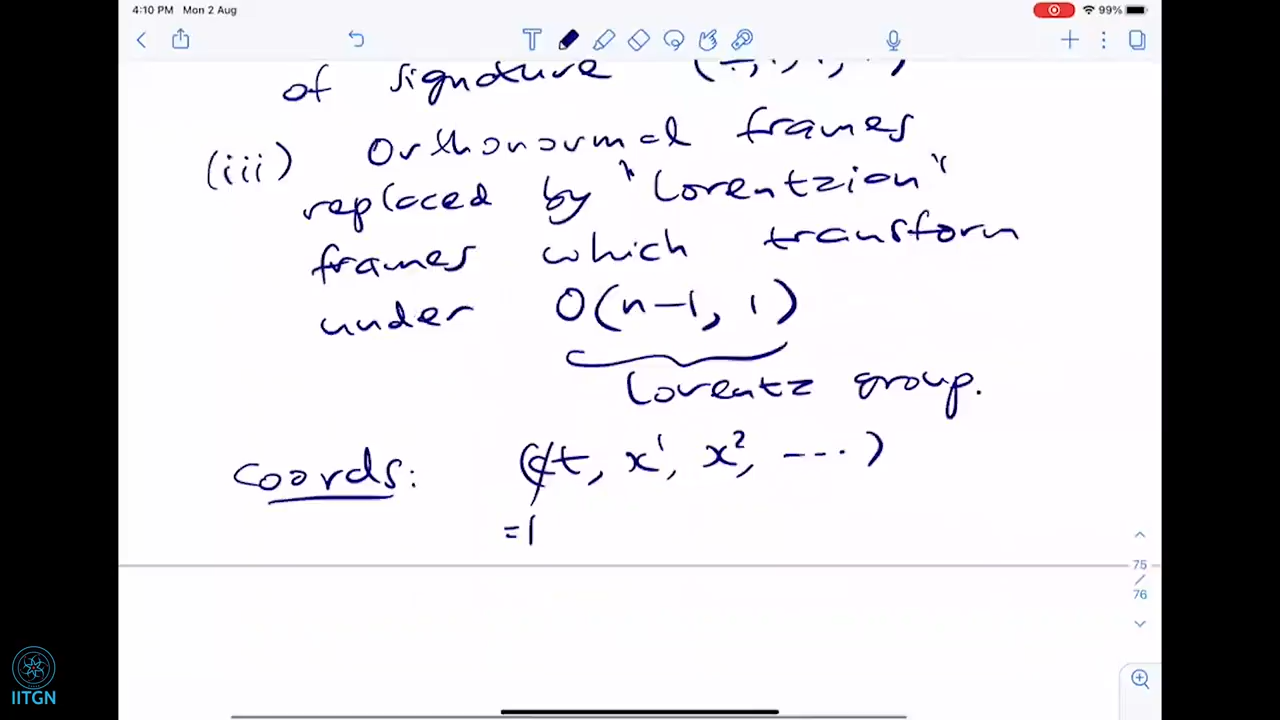 4:10 PM Mon 2 Aug
99%
of signature
(iii) Orthonormal frames
replaced by "Lorentzian"
frames which transform
under O(n-1, 1)
Lorentz group.
Coords: (ct, x¹, x², ---)
=1
75
/
76
IITGN